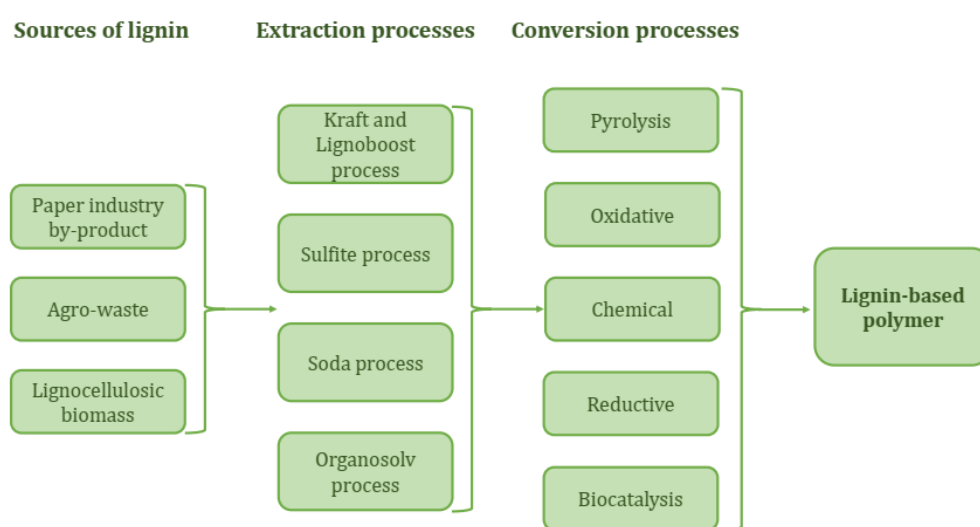 Sources of lignin
Extraction processes
Conversion processes
Paper industry
by-product
Agro-waste
Lignocellulosic
biomass
Kraft and
Lignoboost
process
Sulfite process
Soda process
Organosolv
process
Pyrolysis
Oxidative
Chemical
Reductive
Biocatalysis
Lignin-based
polymer